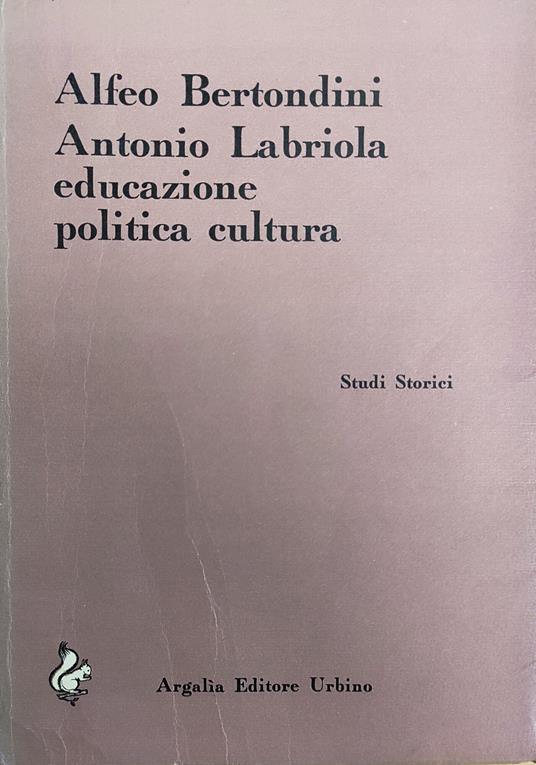 Alfeo Bertondini
Antonio Labriola
educazione
politica cultura
Studi Storici
Argalìa Editore Urbino